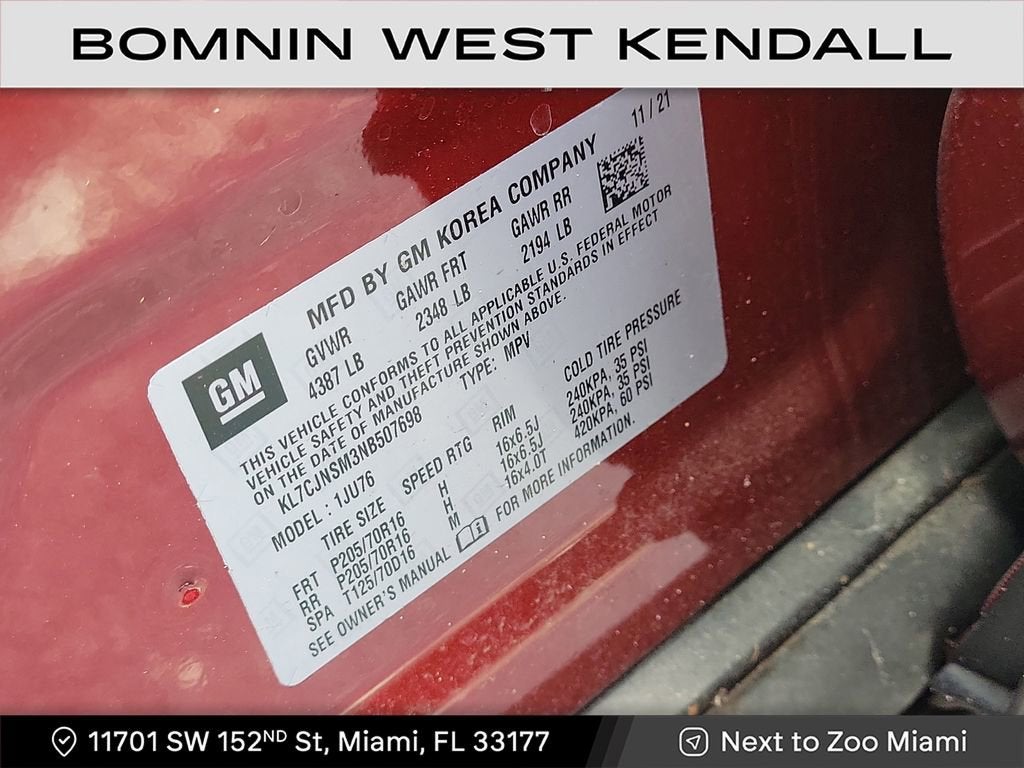 BOMNIN WEST KENDALL
MFD BY GM KOREA COMPANY 11 / 21
GM
GVWR GAWR FRT GAWR RR
4387 LB 2348 LB 2194 LB
THIS VEHICLE CONFORMS TO ALL APPLICABLE U.S. FEDERAL MOTOR
VEHICLE SAFETY AND THEFT PREVENTION STANDARDS IN EFFECT
ON THE DATE OF MANUFACTURE SHOWN ABOVE.
KL7CJNSM3NB507698 TYPE: MPV
MODEL : 1JU76
TIRE SIZE SPEED RTG RIM COLD TIRE PRESSURE
FRT P205/70R16 H 16x6.5J 240KPA, 35 PSI
RR P205/70R16 H 16x6.5J 240KPA, 35 PSI
SPA T125/70D16 M 16x4.0T 420KPA, 60 PSI
SEE OWNER'S MANUAL FOR MORE INFORMATION.
11701 SW 152ND St, Miami, FL 33177
Next to Zoo Miami